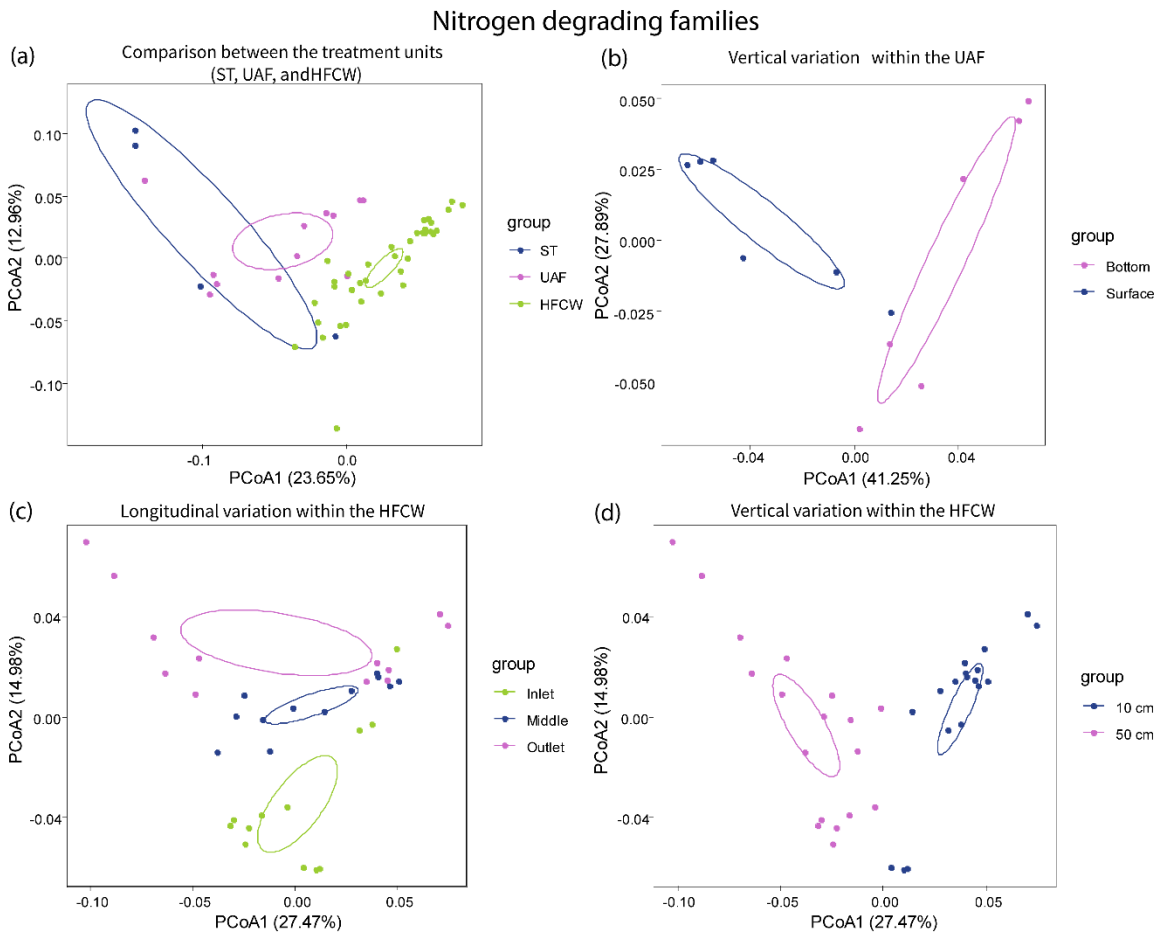 Nitrogen degrading families
(a)
Comparison between the treatment units
(ST, UAF, andHFCW)
0.10
0.05
0.00
-0.05
-0.10
PCoA2 (12.96%)
-0.1
0.0
PCoA1 (23.65%)
group
ST
UAF
HFCW
(b)
Vertical variation within the UAF
0.050
0.025
0.000
-0.025
-0.050
PCoA2 (27.89%)
-0.04
0.00
0.04
PCoA1 (41.25%)
group
Bottom
Surface
(c)
Longitudinal variation within the HFCW
0.04
0.00
-0.04
PCoA2 (14.98%)
-0.10
-0.05
0.00
0.05
PCoA1 (27.47%)
group
Inlet
Middle
Outlet
(d)
Vertical variation within the HFCW
0.04
0.00
-0.04
PCoA2 (14.98%)
-0.10
-0.05
0.00
0.05
PCoA1 (27.47%)
group
10 cm
50 cm